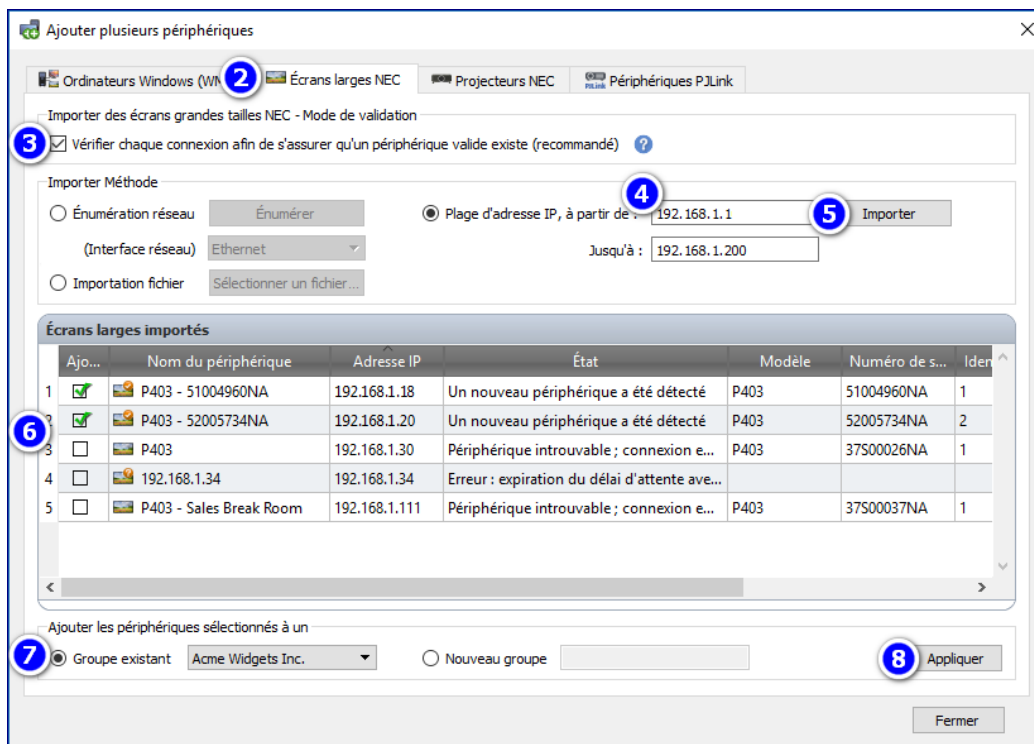 Ajouter plusieurs périphériques
Ordinateurs Windows (WM 2 Écrans larges NEC Projecteurs NEC PJLink Périphériques PJLink
Importer des écrans grandes tailles NEC - Mode de validation
3 Vérifier chaque connexion afin de s'assurer qu'un périphérique valide existe (recommandé) ?
Importer Méthode
4
Énumération réseau Énumérer Plage d'adresse IP, à partir de : 192.168.1.1 5 Importer
(Interface réseau) Ethernet Jusqu'à : 192.168.1.200
Importation fichier Sélectionner un fichier...
Écrans larges importés
Ajo... Nom du périphérique Adresse IP État Modèle Numéro de s... Iden
1 P403 - 51004960NA 192.168.1.18 Un nouveau périphérique a été détecté P403 51004960NA 1
2 P403 - 52005734NA 192.168.1.20 Un nouveau périphérique a été détecté P403 52005734NA 2
6
3 P403 192.168.1.30 Périphérique introuvable ; connexion e... P403 37S00026NA 1
4 192.168.1.34 192.168.1.34 Erreur : expiration du délai d'attente ave...
5 P403 - Sales Break Room 192.168.1.111 Périphérique introuvable ; connexion e... P403 37S00037NA 1
Ajouter les périphériques sélectionnés à un
7 Groupe existant Acme Widgets Inc. Nouveau groupe 8 Appliquer
Fermer